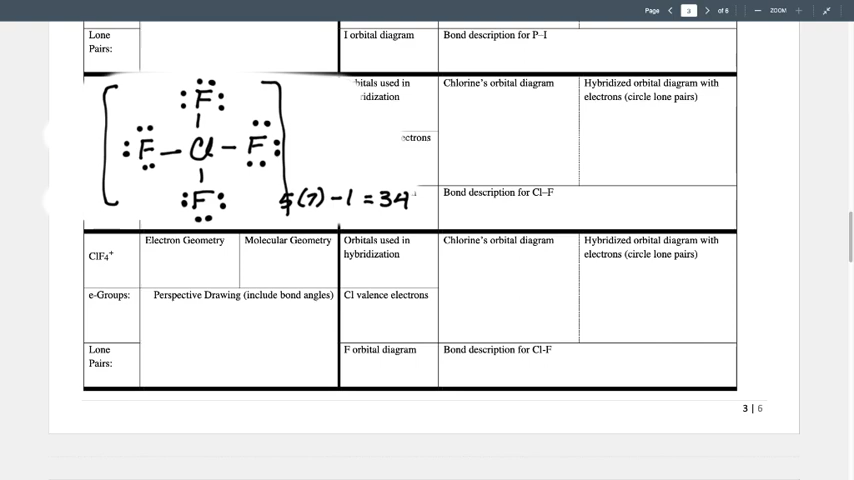 Page 3 of 6 ZOOM
Lone Pairs:
I orbital diagram
Bond description for P–I
:F:
:F – Cl – F:
:F:
5(7) - 1 = 34
bitals used in
ridization
ctrons
Chlorine's orbital diagram
Hybridized orbital diagram with
electrons (circle lone pairs)
Bond description for Cl–F
ClF₄⁺
Electron Geometry
Molecular Geometry
Orbitals used in
hybridization
Chlorine's orbital diagram
Hybridized orbital diagram with
electrons (circle lone pairs)
e-Groups:
Perspective Drawing (include bond angles)
Cl valence electrons
Lone
Pairs:
F orbital diagram
Bond description for Cl-F
3 | 6